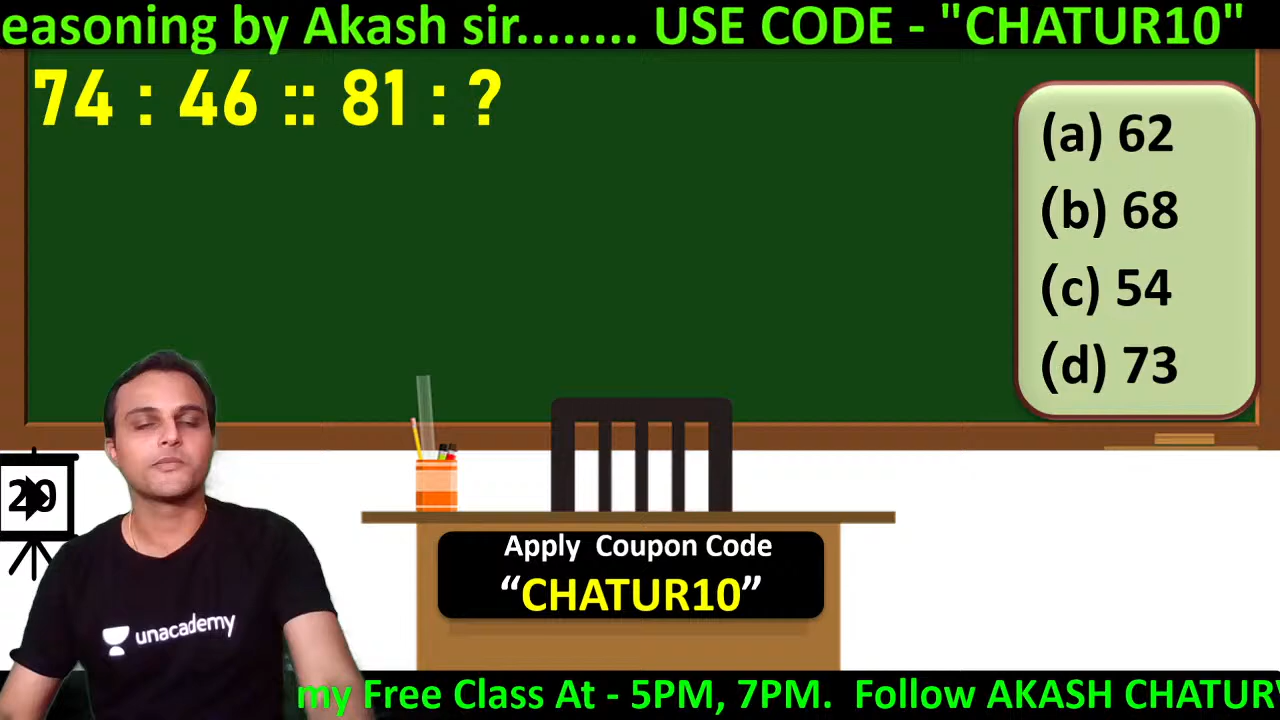 easoning by Akash sir........ USE CODE - "CHATUR10"
74 : 46 :: 81 : ?
(a) 62
(b) 68
(c) 54
(d) 73
Apply Coupon Code
“CHATUR10”
unacademy
my Free Class At - 5PM, 7PM. Follow AKASH CHATURV